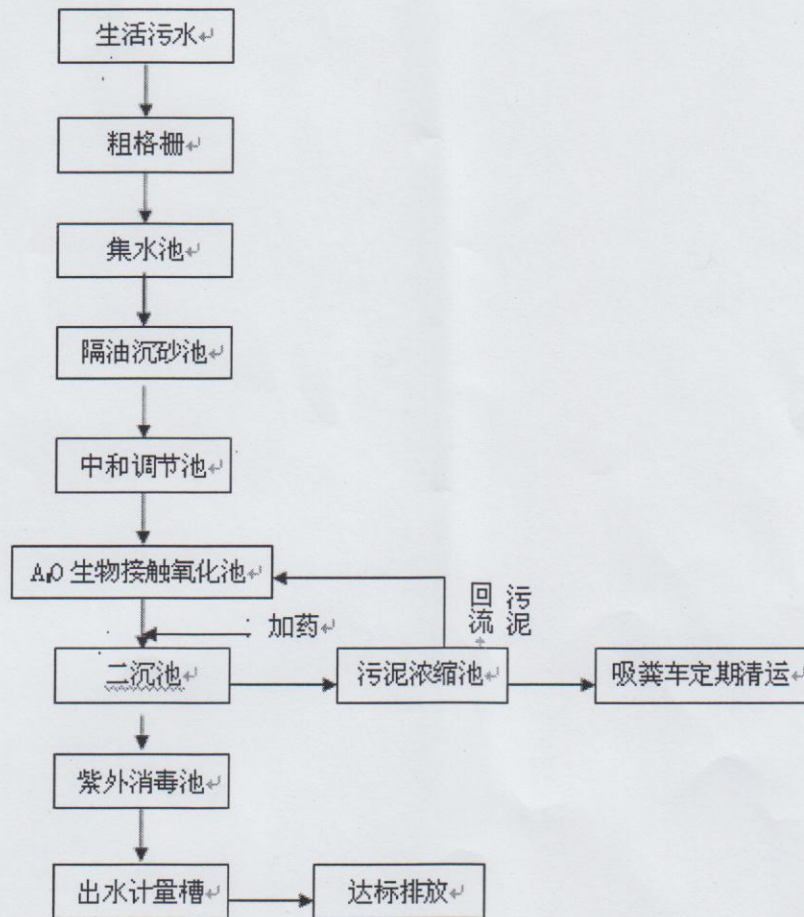 生活污水
粗格栅
集水池
隔油沉砂池
中和调节池
A/O 生物接触氧化池
回流
污泥
加药
二沉池
污泥浓缩池
吸粪车定期清运
紫外消毒池
出水计量槽
达标排放